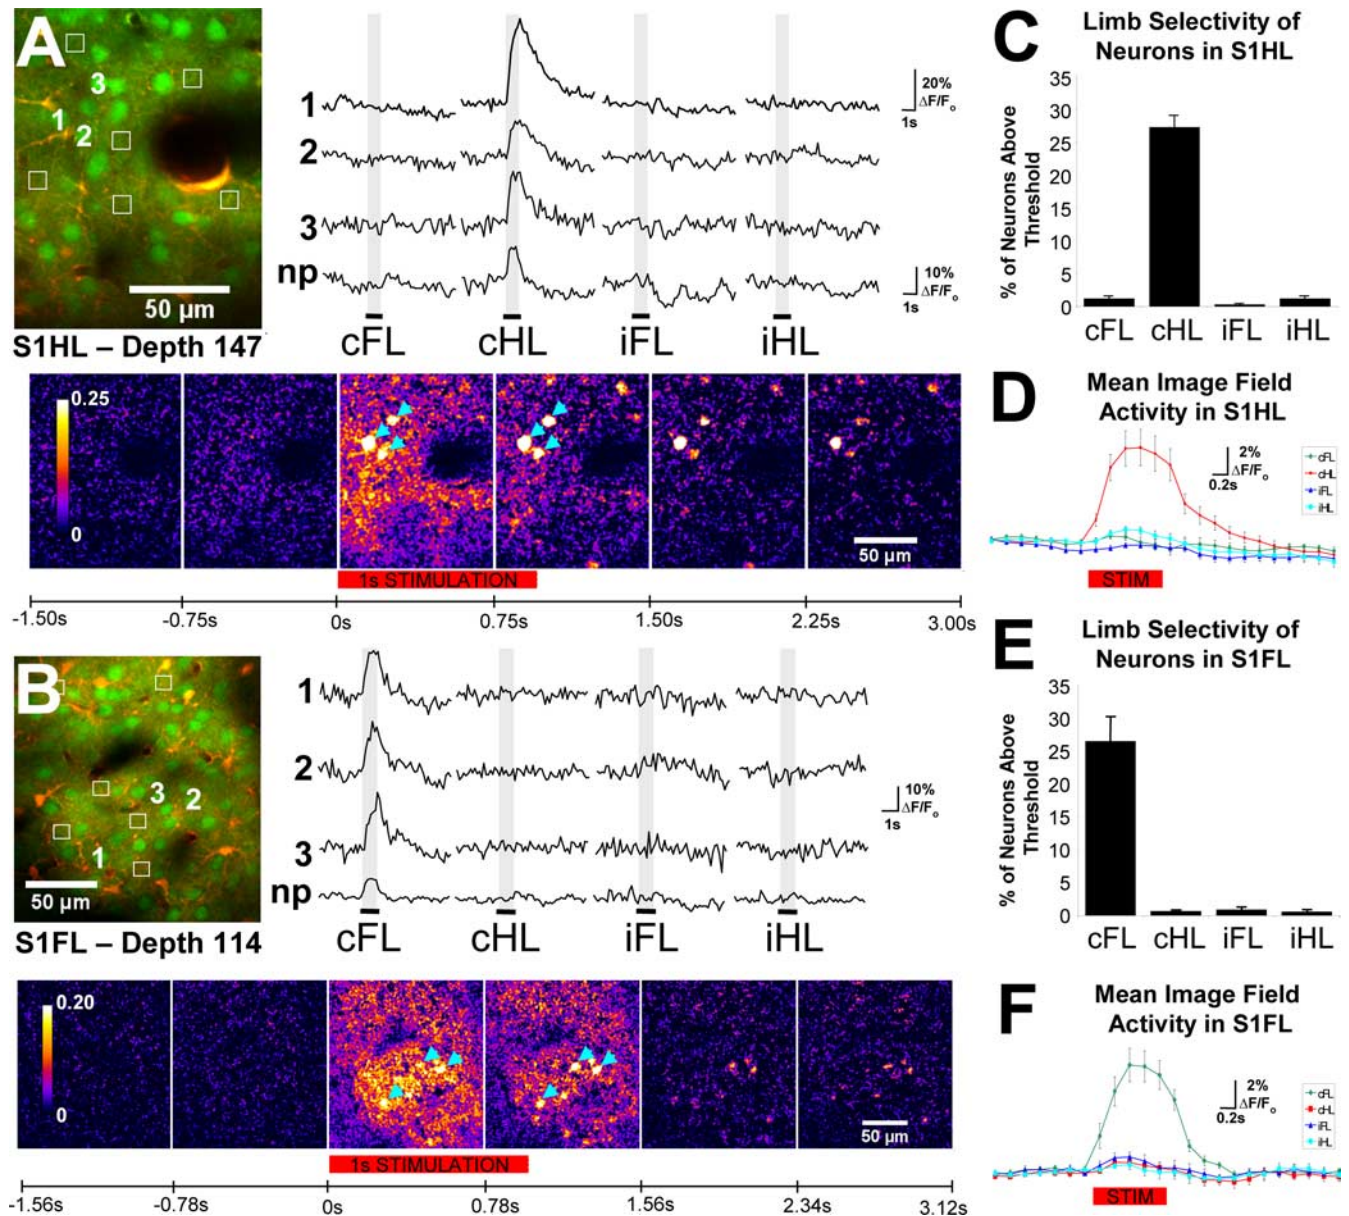 A
3
1
2
50 µm
S1HL – Depth 147
1
2
3
np
20%
ΔF/Fo
1s
10%
ΔF/Fo
1s
cFL cHL iFL iHL
C
Limb Selectivity of
Neurons in S1HL
% of Neurons Above
Threshold
35
30
25
20
15
10
5
0
cFL cHL iFL iHL
0.25
0
50 µm
1s STIMULATION
-1.50s -0.75s 0s 0.75s 1.50s 2.25s 3.00s
D
Mean Image Field
Activity in S1HL
2%
ΔF/Fo
0.2s
cFL
cHL
iFL
iHL
STIM
B
3 2
1
50 µm
S1FL – Depth 114
1
2
3
np
10%
ΔF/Fo
1s
cFL cHL iFL iHL
E
Limb Selectivity of
Neurons in S1FL
% of Neurons Above
Threshold
35
30
25
20
15
10
5
0
cFL cHL iFL iHL
0.20
0
50 µm
1s STIMULATION
-1.56s -0.78s 0s 0.78s 1.56s 2.34s 3.12s
F
Mean Image Field
Activity in S1FL
2%
ΔF/Fo
0.2s
cFL
cHL
iFL
iHL
STIM